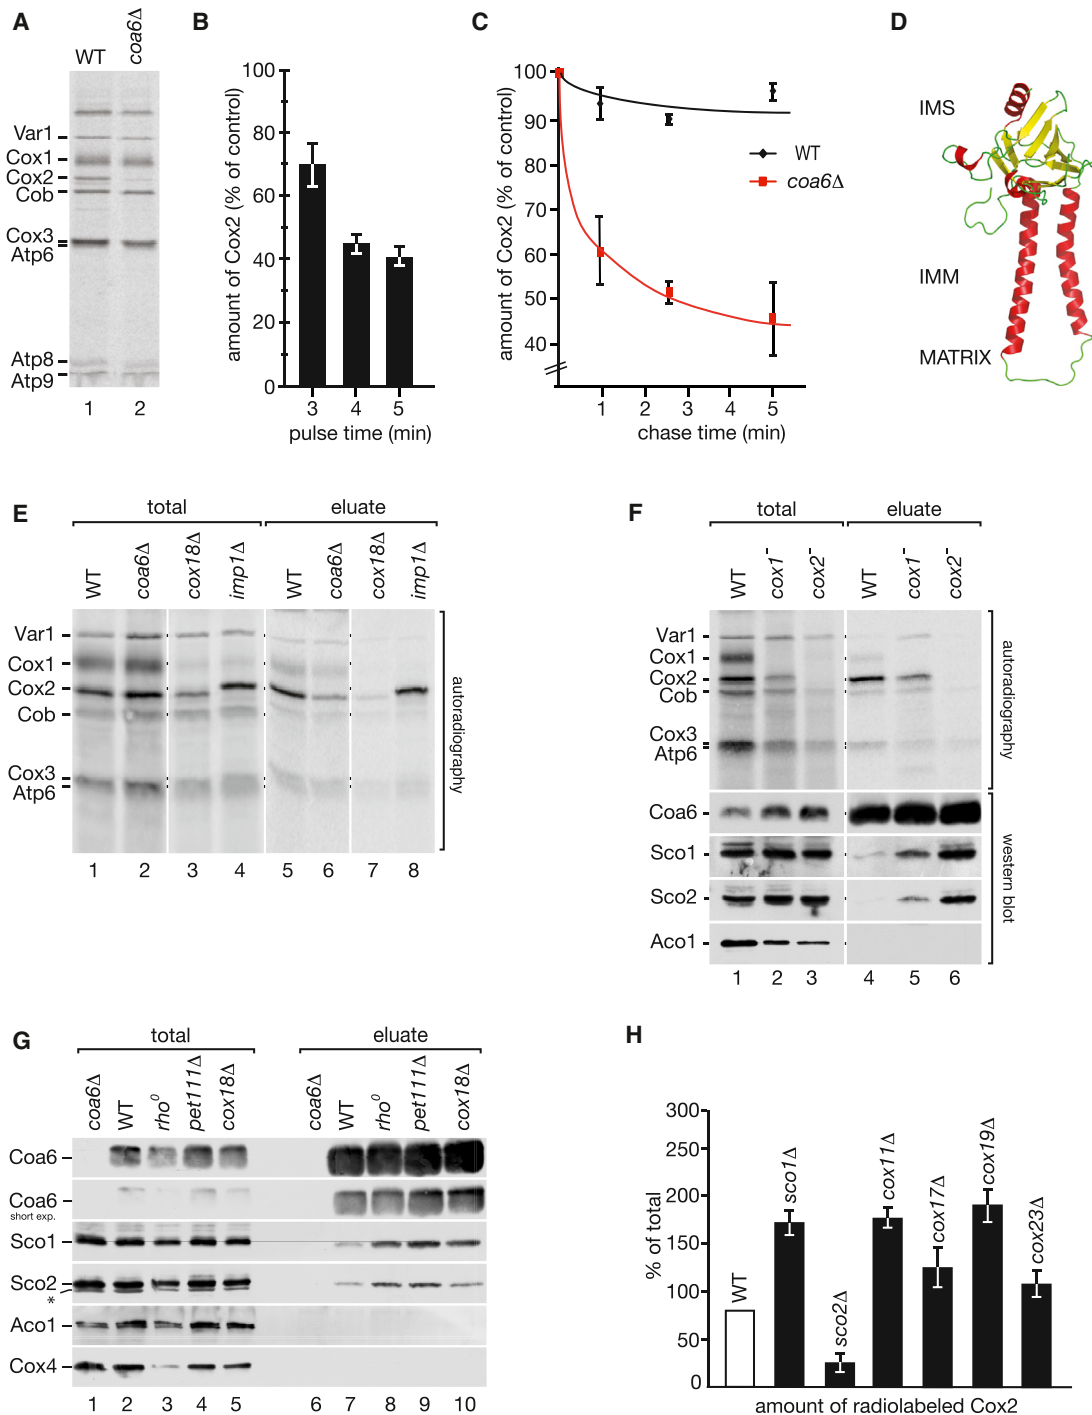 A
WT
coa6Δ
Var1
Cox1
Cox2
Cob
Cox3
Atp6
Atp8
Atp9
1 2
B
amount of Cox2 (% of control)
100
80
60
40
20
0
3 4 5
pulse time (min)
C
amount of Cox2 (% of control)
100
90
80
70
60
90
40
WT
coa6Δ
1 2 3 4 5
chase time (min)
D
IMS
IMM
MATRIX
E
total eluate
WT coa6Δ cox18Δ imp1Δ WT coa6Δ cox18Δ imp1Δ
Var1
Cox1
Cox2
Cob
Cox3
Atp6
autoradiography
1 2 3 4 5 6 7 8
F
total eluate
WT cox1⁻ cox2⁻ WT cox1⁻ cox2⁻
Var1
Cox1
Cox2
Cob
Cox3
Atp6
autoradiography
Coa6
Sco1
Sco2
Aco1
western blot
1 2 3 4 5 6
G
total eluate
coa6Δ WT rho⁰ pet111Δ cox18Δ coa6Δ WT rho⁰ pet111Δ cox18Δ
Coa6
Coa6
short exp.
Sco1
Sco2
*
Aco1
Cox4
1 2 3 4 5 6 7 8 9 10
H
% of total
300
250
200
150
100
50
0
WT
sco1Δ
sco2Δ
cox11Δ
cox17Δ
cox19Δ
cox23Δ
amount of radiolabeled Cox2